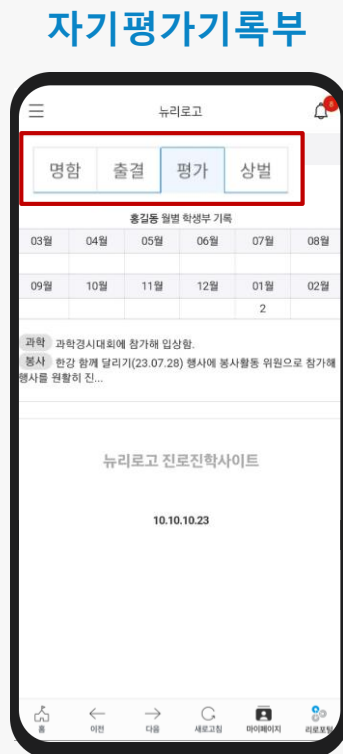 자기평가기록부
뉴리로고
8
명함 출결 평가 상벌
홍길동 월별 학생부 기록
03월 04월 05월 06월 07월 08월
09월 10월 11월 12월 01월 02월
2
과학 과학경시대회에 참가해 입상함.
봉사 한강 함께 달리기(23.07.28) 행사에 봉사활동 위원으로 참가해
행사를 원활히 진...
뉴리로고 진로진학사이트
10.10.10.23
홈 이전 다음 새로고침 마이페이지 리로포털